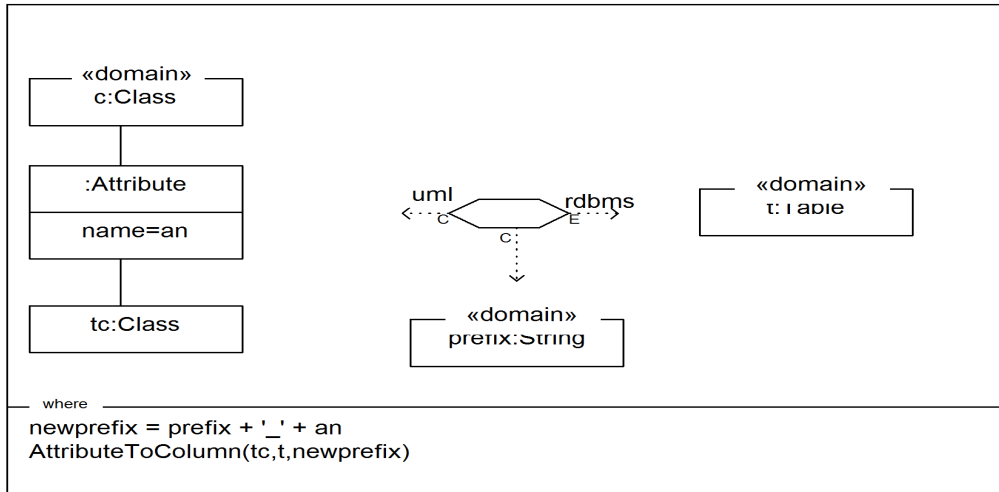 «domain»
c:Class
:Attribute
name=an
tc:Class
uml
rdbms
C
E
C
«domain»
prefix:String
«domain»
t:Table
where
newprefix = prefix + '_' + an
AttributeToColumn(tc,t,newprefix)